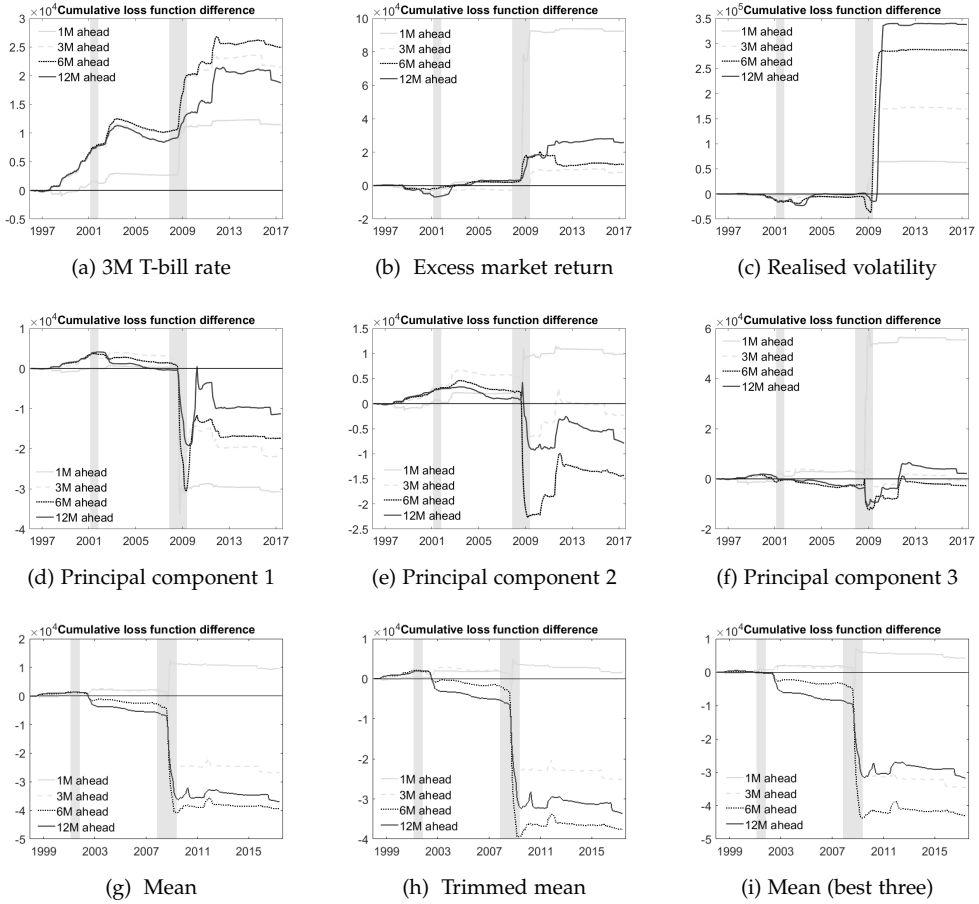 ×10⁴ Cumulative loss function difference
1M ahead
3M ahead
6M ahead
12M ahead
3
2.5
2
1.5
1
0.5
0
-0.5
1997 2001 2005 2009 2013 2017
(a) 3M T-bill rate
×10⁴ Cumulative loss function difference
1M ahead
3M ahead
6M ahead
12M ahead
10
8
6
4
2
0
-2
1997 2001 2005 2009 2013 2017
(b) Excess market return
×10⁵ Cumulative loss function difference
1M ahead
3M ahead
6M ahead
12M ahead
3.5
3
2.5
2
1.5
1
0.5
0
-0.5
1997 2001 2005 2009 2013 2017
(c) Realised volatility
×10⁴ Cumulative loss function difference
1
0
-1
-2
-3
-4
1M ahead
3M ahead
6M ahead
12M ahead
1997 2001 2005 2009 2013 2017
(d) Principal component 1
×10⁴ Cumulative loss function difference
2
1.5
1
0.5
0
-0.5
-1
-1.5
-2
-2.5
1M ahead
3M ahead
6M ahead
12M ahead
1997 2001 2005 2009 2013 2017
(e) Principal component 2
×10⁴ Cumulative loss function difference
1M ahead
3M ahead
6M ahead
12M ahead
6
4
2
0
-2
1997 2001 2005 2009 2013 2017
(f) Principal component 3
×10⁴ Cumulative loss function difference
2
1
0
-1
-2
-3
-4
-5
1M ahead
3M ahead
6M ahead
12M ahead
1999 2003 2007 2011 2015
(g) Mean
×10⁴ Cumulative loss function difference
1
0
-1
-2
-3
-4
1M ahead
3M ahead
6M ahead
12M ahead
1999 2003 2007 2011 2015
(h) Trimmed mean
×10⁴ Cumulative loss function difference
1
0
-1
-2
-3
-4
-5
1M ahead
3M ahead
6M ahead
12M ahead
1999 2003 2007 2011 2015
(i) Mean (best three)